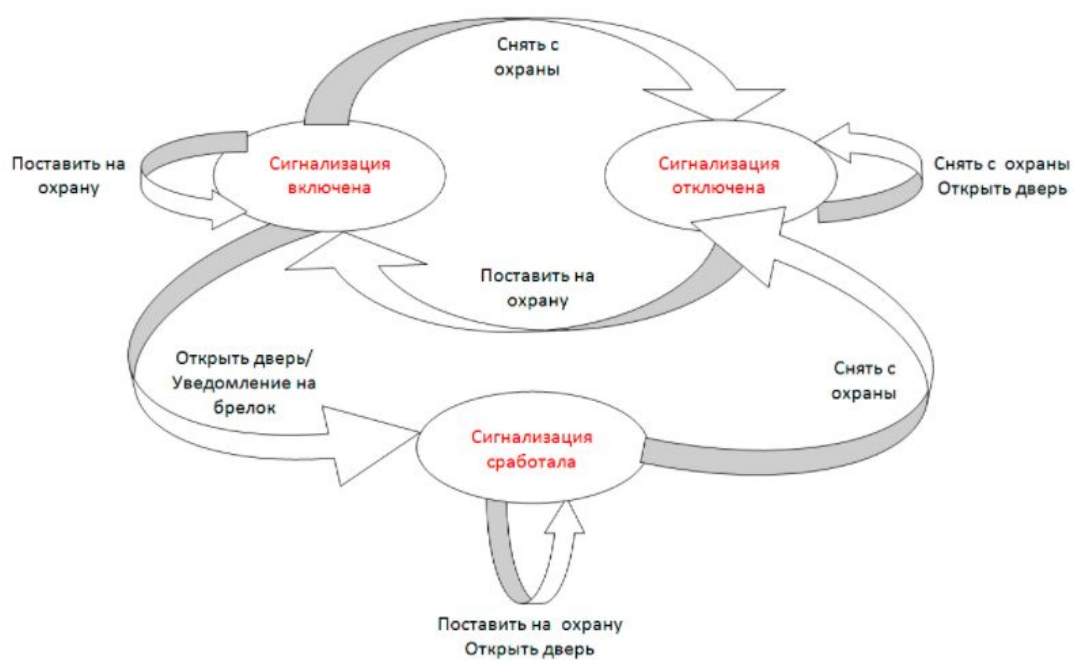 Снять с
охраны
Поставить на
охрану
Сигнализация
включена
Сигнализация
отключена
Снять с охраны
Открыть дверь
Поставить на
охрану
Открыть дверь/
Уведомление на
брелок
Снять с
охраны
Сигнализация
сработала
Поставить на охрану
Открыть дверь